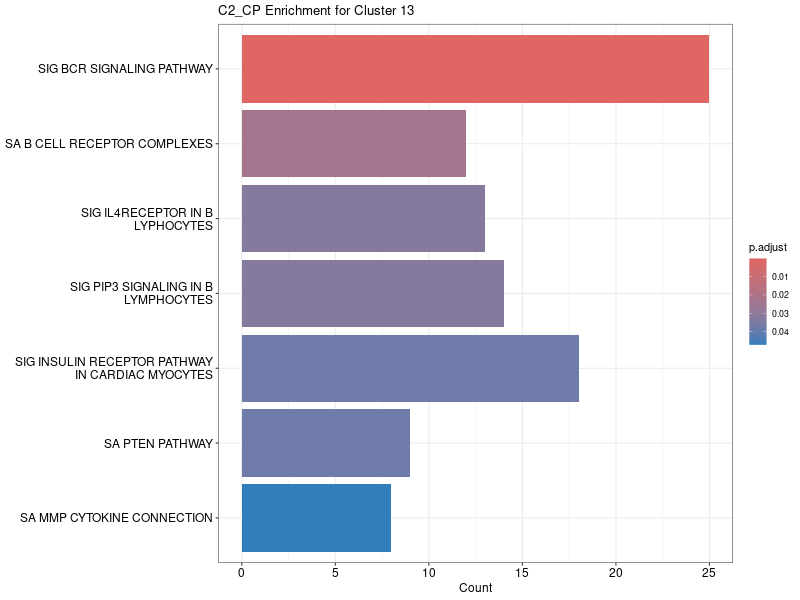 C2_CP Enrichment for Cluster 13
SIG BCR SIGNALING PATHWAY
SA B CELL RECEPTOR COMPLEXES
SIG IL4RECEPTOR IN B
LYPHOCYTES
SIG PIP3 SIGNALING IN B
LYMPHOCYTES
SIG INSULIN RECEPTOR PATHWAY
IN CARDIAC MYOCYTES
SA PTEN PATHWAY
SA MMP CYTOKINE CONNECTION
0 5 10 15 20 25
Count
p.adjust
0.01
0.02
0.03
0.04